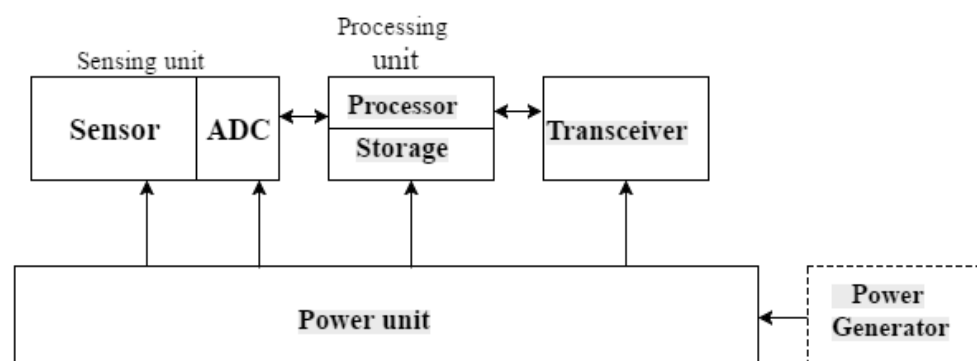 Processing
unit
Sensing unit
Sensor
ADC
Processor
Storage
Transceiver
Power unit
Power
Generator